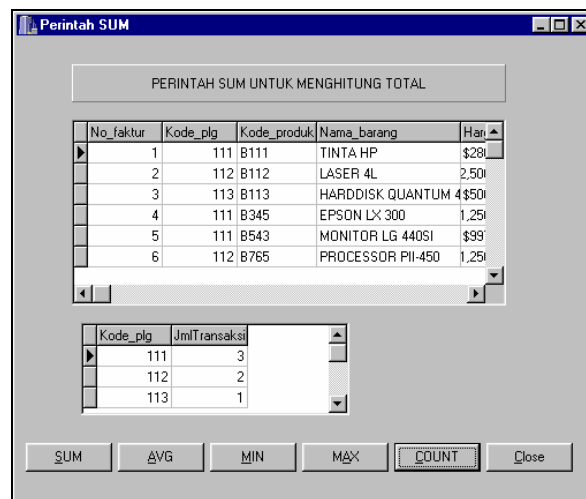 Perintah SUM
PERINTAH SUM UNTUK MENGHITUNG TOTAL
No_faktur Kode_plg Kode_produk Nama_barang
1 111 B111 TINTA HP
2 112 B112 LASER 4L
3 113 B113 HARDDISK QUANTUM
4 111 B345 EPSON LX 300
5 111 B543 MONITOR LG 440SI
6 112 B765 PROCESSOR PII-450
Kode_plg JmlTransaksi
111 3
112 2
113 1
SUM AVG MIN MAX COUNT Close